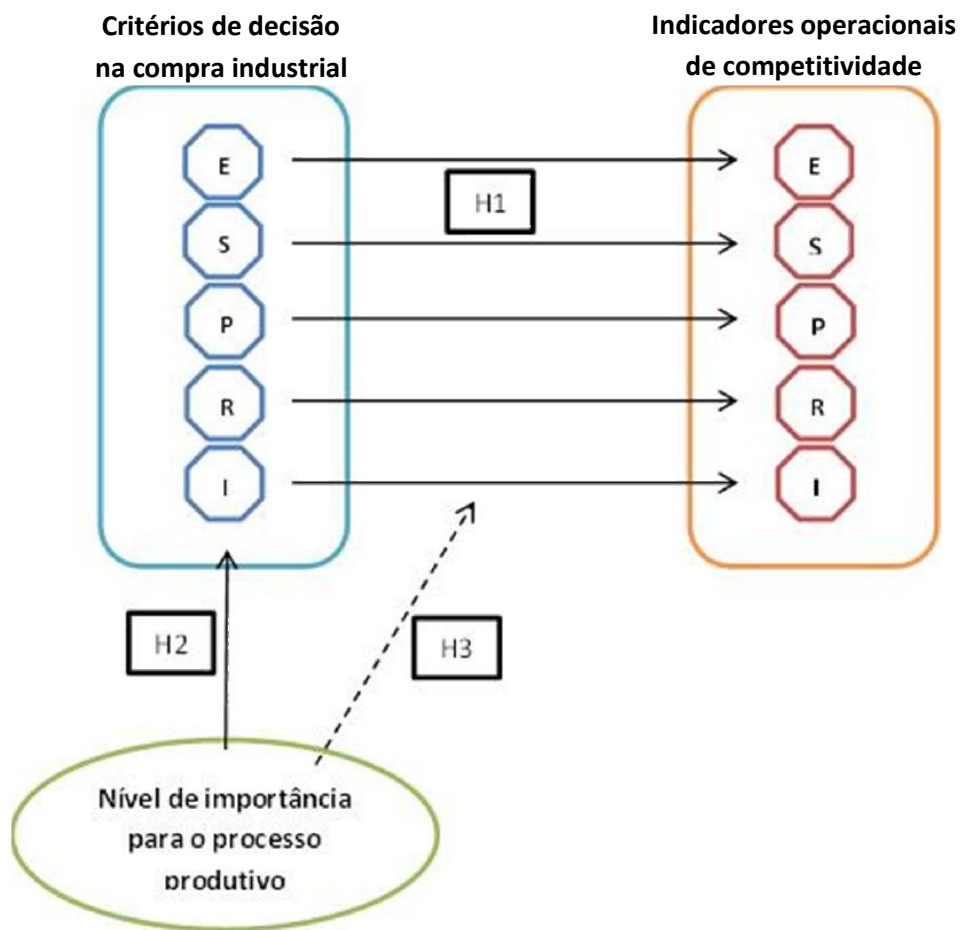 Critérios de decisão
na compra industrial
Indicadores operacionais
de competitividade
E
S
P
R
I
H1
E
S
P
R
I
H2
H3
Nível de importância
para o processo
produtivo